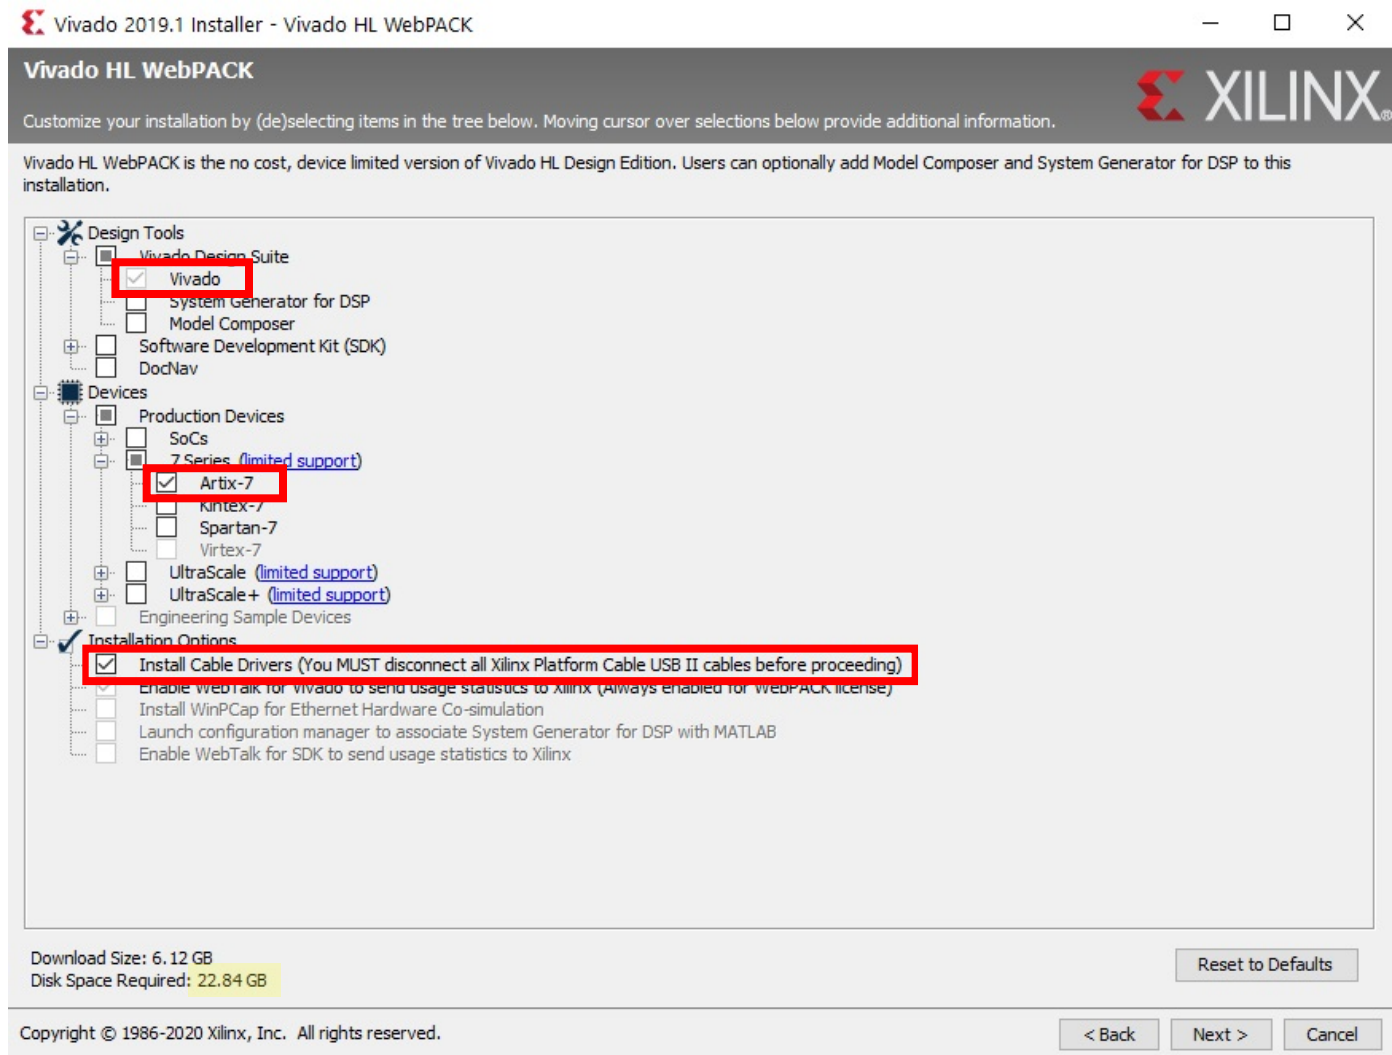 Vivado 2019.1 Installer - Vivado HL WebPACK
Vivado HL WebPACK
XILINX®
Customize your installation by (de)selecting items in the tree below. Moving cursor over selections below provide additional information.
Vivado HL WebPACK is the no cost, device limited version of Vivado HL Design Edition. Users can optionally add Model Composer and System Generator for DSP to this
installation.
Design Tools
Vivado Design Suite
Vivado
System Generator for DSP
Model Composer
Software Development Kit (SDK)
DocNav
Devices
Production Devices
SoCs
7 Series (limited support)
Artix-7
Kintex-7
Spartan-7
Virtex-7
UltraScale (limited support)
UltraScale+ (limited support)
Engineering Sample Devices
Installation Options
Install Cable Drivers (You MUST disconnect all Xilinx Platform Cable USB II cables before proceeding)
Enable WebTalk for Vivado to send usage statistics to Xilinx (Always enabled for WebPACK license)
Install WinPCap for Ethernet Hardware Co-simulation
Launch configuration manager to associate System Generator for DSP with MATLAB
Enable WebTalk for SDK to send usage statistics to Xilinx
Download Size: 6.12 GB
Disk Space Required: 22.84 GB
Reset to Defaults
Copyright © 1986-2020 Xilinx, Inc. All rights reserved.
< Back
Next >
Cancel